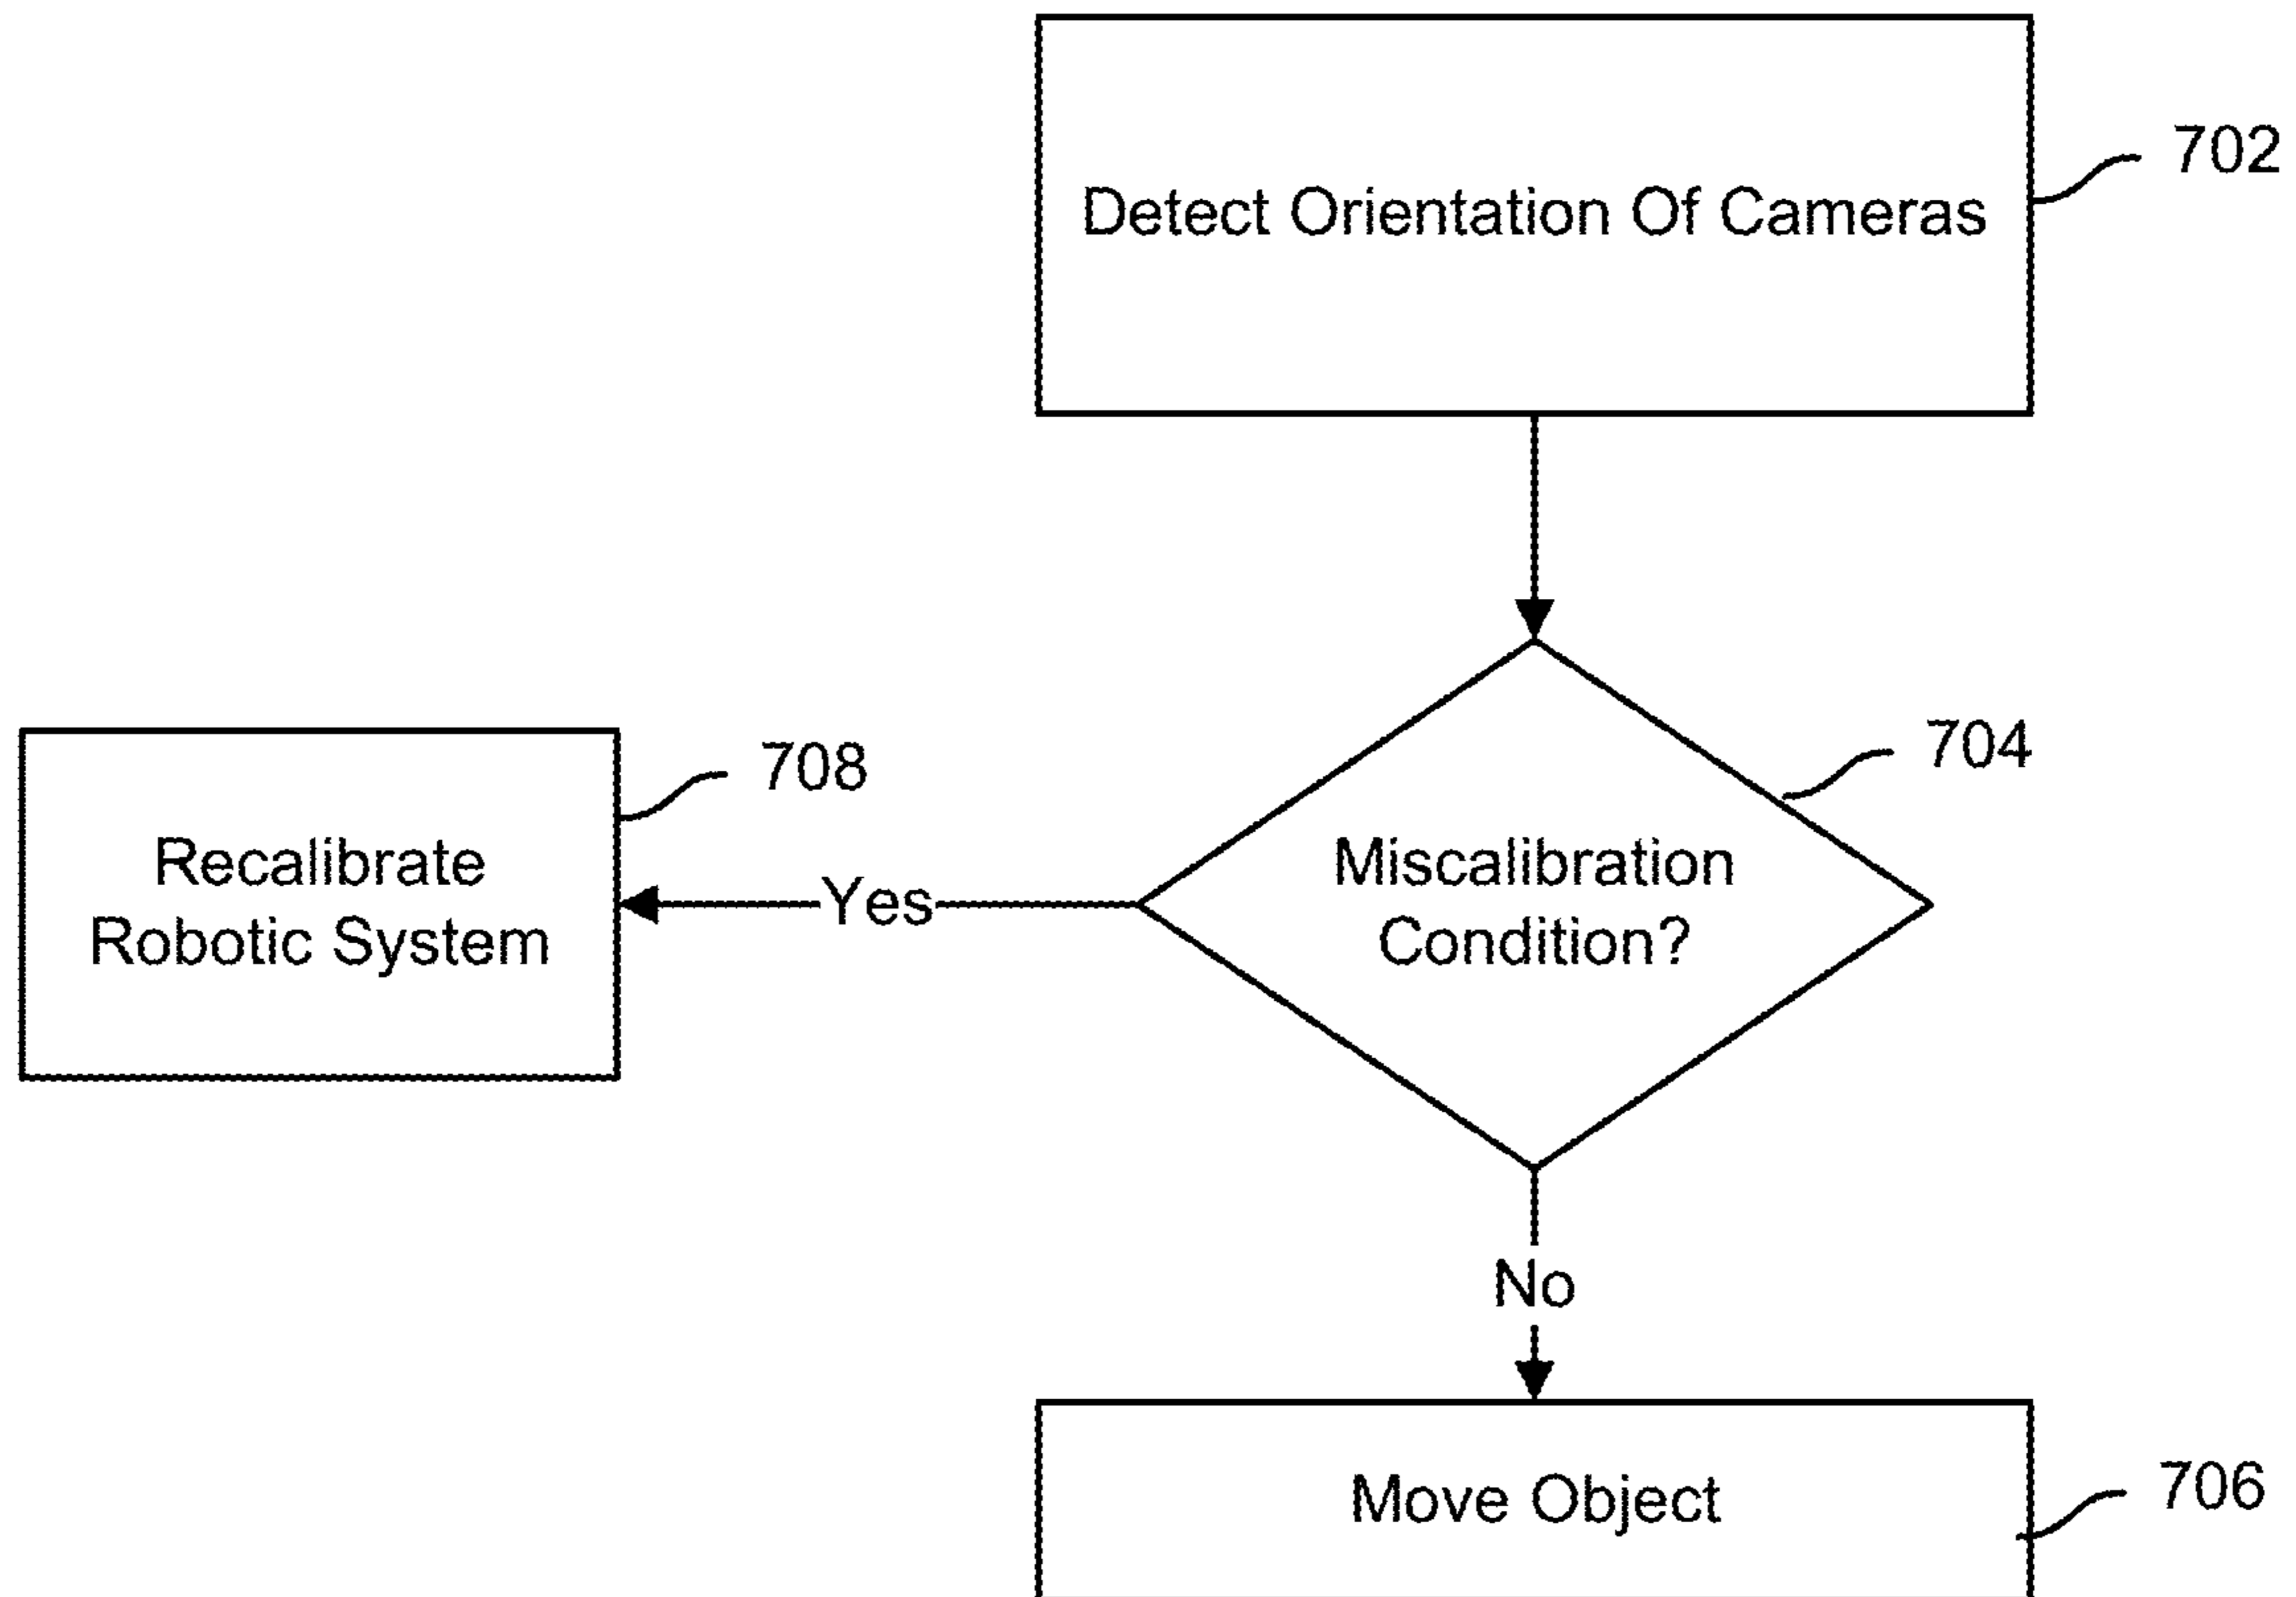 Detect Orientation Of Cameras
702
704
Miscalibration
Condition?
708
Recalibrate
Robotic System
Yes
No
Move Object
706